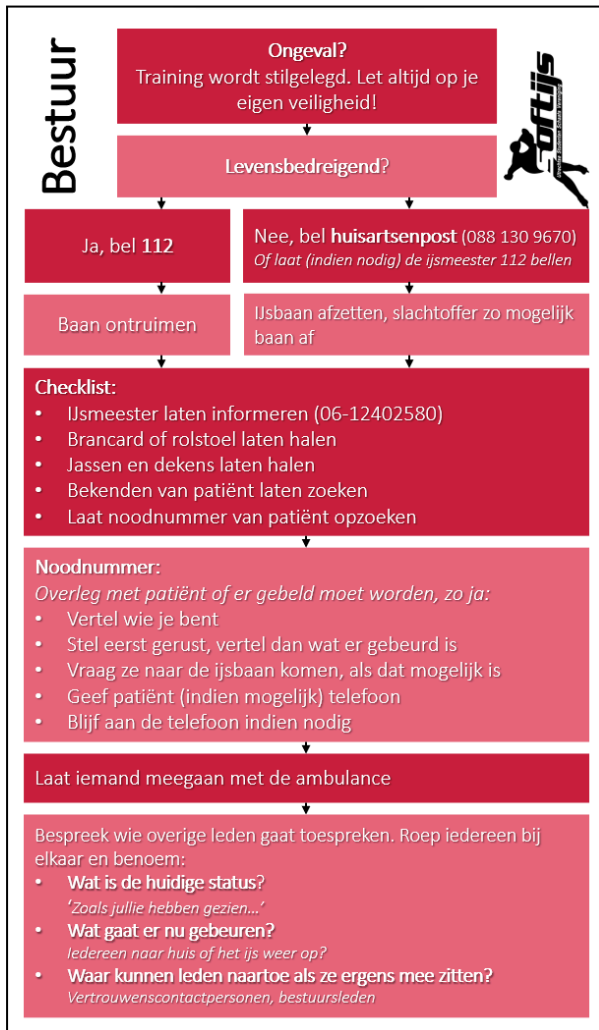 Bestuur
Ongeval?
Training wordt stilgelegd. Let altijd op je
eigen veiligheid!
Softijs
Levensbedreigend?
Ja, bel 112
Nee, bel huisartsenpost (088 130 9670)
Of laat (indien nodig) de ijsmeester 112 bellen
Baan ontruimen
IJsbaan afzetten, slachtoffer zo mogelijk
baan af
Checklist:
• IJsmeester laten informeren (06-12402580)
• Brancard of rolstoel laten halen
• Jassen en dekens laten halen
• Bekenden van patiënt laten zoeken
• Laat noodnummer van patiënt opzoeken
Noodnummer:
Overleg met patiënt of er gebeld moet worden, zo ja:
• Vertel wie je bent
• Stel eerst gerust, vertel dan wat er gebeurd is
• Vraag ze naar de ijsbaan komen, als dat mogelijk is
• Geef patiënt (indien mogelijk) telefoon
• Blijf aan de telefoon indien nodig
Laat iemand meegaan met de ambulance
Bespreek wie overige leden gaat toespreken. Roep iedereen bij
elkaar en benoem:
• Wat is de huidige status?
‘Zoals jullie hebben gezien...’
• Wat gaat er nu gebeuren?
Iedereen naar huis of het ijs weer op?
• Waar kunnen leden naartoe als ze ergens mee zitten?
Vertrouwenscontactpersonen, bestuursleden